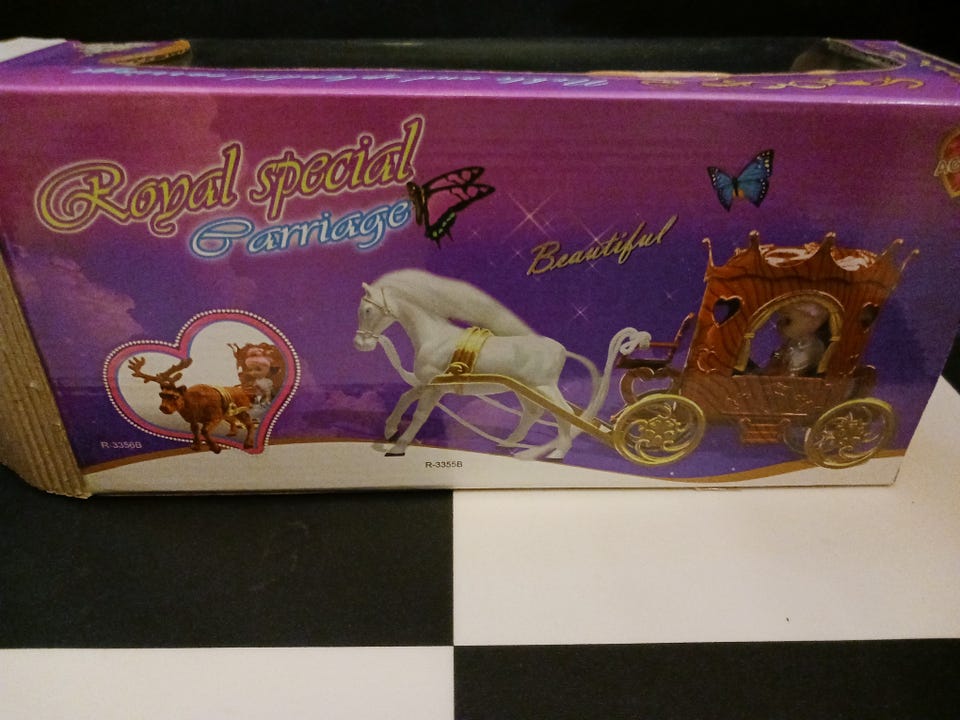 Royal special
Carriage
Beautiful
R-3356B
R-3355B